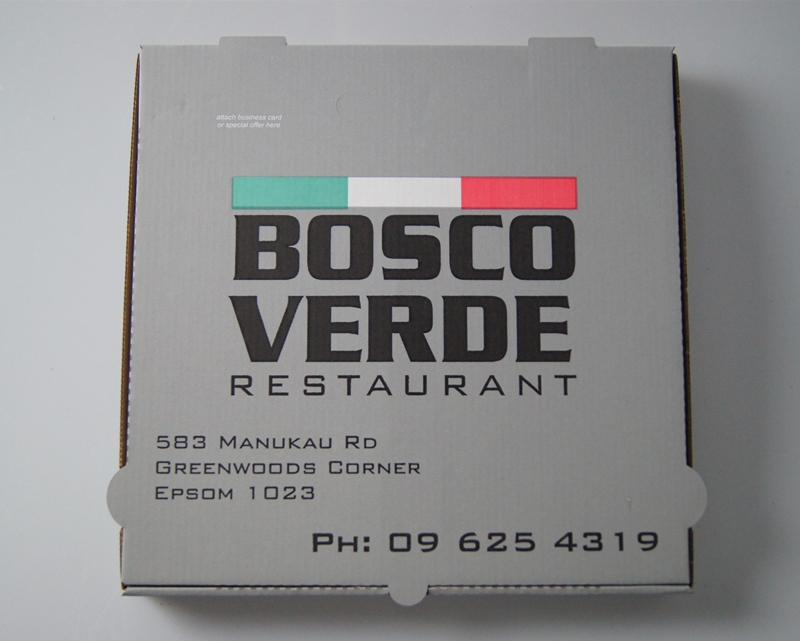 attach business card
or special offer here
BOSCO
VERDE
RESTAURANT
583 Manukau Rd
Greenwoods Corner
Epsom 1023
Ph: 09 625 4319